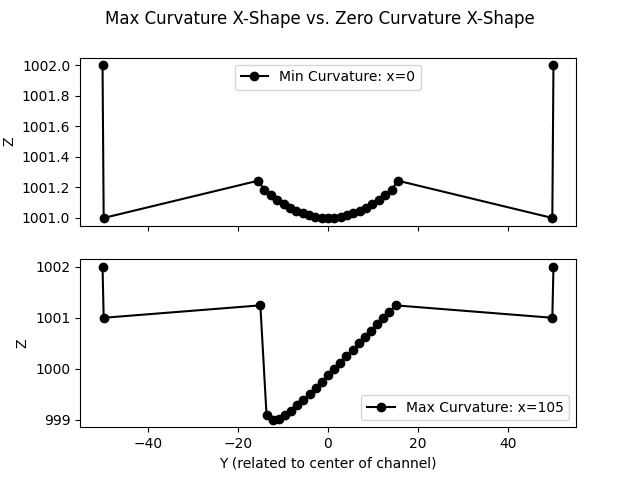 Max Curvature X-Shape vs. Zero Curvature X-Shape
1002.0
1001.8
1001.6
1001.4
1001.2
1001.0
Z
Min Curvature: x=0
1002
1001
1000
999
Z
Max Curvature: x=105
−40 −20 0 20 40
Y (related to center of channel)